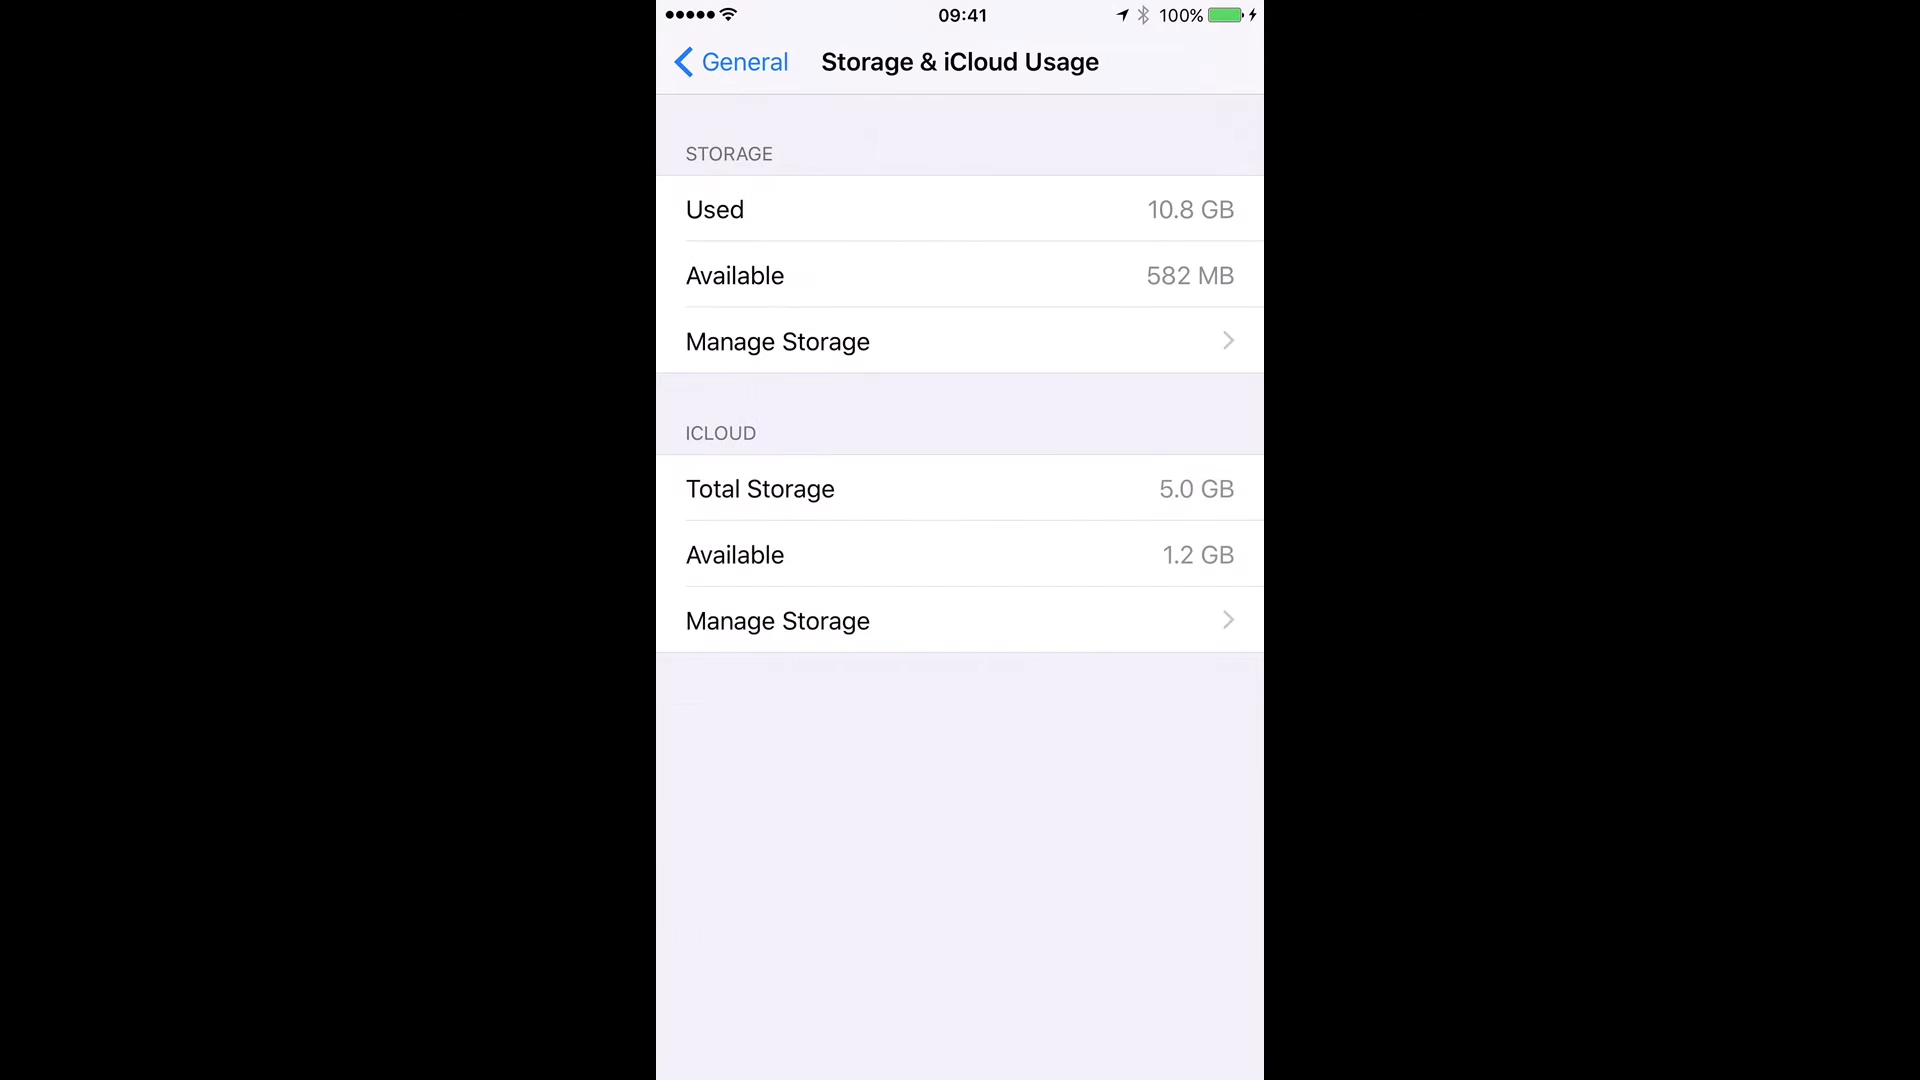 09:41 100%
General Storage & iCloud Usage
STORAGE
Used 10.8 GB
Available 582 MB
Manage Storage
ICLOUD
Total Storage 5.0 GB
Available 1.2 GB
Manage Storage